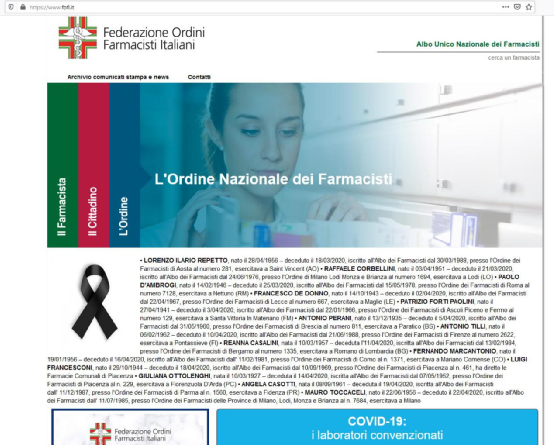 https://www.fofi.it
Federazione Ordini
Farmacisti Italiani
Albo Unico Nazionale dei Farmacisti
cerca un farmacista
Archivio comunicati stampa e news Contatti
Il Farmacista
Il Cittadino
L'Ordine
L'Ordine Nazionale dei Farmacisti
• LORENZO ILARIO REPETTO, nato il 28/04/1956 – deceduto il 18/03/2020, iscritto all'Albo dei Farmacisti dal 30/03/1989, presso l'Ordine dei
Farmacisti di Aosta al numero 281, esercitava a Saint Vincent (AO) • RAFFAELE CORBELLINI, nato il 03/04/1951 – deceduto il 21/03/2020,
iscritto all'Albo dei Farmacisti dal 24/06/1976, presso l'Ordine di Milano Lodi Monza e Brianza al numero 1694, esercitava a Lodi (LO) • PAOLO
D'AMBROGI, nato il 14/02/1940 – deceduto il 25/03/2020, iscritto all'Albo dei Farmacisti dal 15/05/1970, presso l'Ordine dei Farmacisti di Roma al
numero 7128, esercitava a Nettuno (RM) • FRANCESCO DE DONNO, nato il 14/10/1943 – deceduto il 02/04/2020, iscritto all'Albo dei Farmacisti
dal 22/04/1967, presso l'Ordine dei Farmacisti di Lecce al numero 667, esercitava a Maglie (LE) • PATRIZIO FORTI PAOLINI, nato il
27/04/1941 – deceduto il 3/04/2020, iscritto all'Albo dei Farmacisti dal 22/01/1966, presso l'Ordine dei Farmacisti di Ascoli Piceno e Fermo al
numero 129, esercitava a Santa Vittoria in Matenano (FM) • ANTONIO PERANI, nato il 13/12/1935 – deceduto il 5/04/2020, iscritto all'Albo dei
Farmacisti dal 31/05/1960, presso l'Ordine dei Farmacisti di Brescia al numero 811, esercitava a Paratico (BG) • ANTONIO TILLI, nato il
06/02/1952 – deceduto il 10/04/2020, iscritto all'Albo dei Farmacisti dal 21/06/1988, presso l'Ordine dei Farmacisti di Firenze al numero 2622,
esercitava a Pontassieve (FI) • REANNA CASALINI, nata il 10/03/1957 – deceduta l'11/04/2020, iscritta all'Albo dei Farmacisti dal 13/02/1984,
presso l'Ordine dei Farmacisti di Bergamo al numero 1335, esercitava a Romano di Lombardia (BG) • FERNANDO MARCANTONIO, nato il
19/01/1956 – deceduto il 16/04/2020, iscritto all'Albo dei Farmacisti dall' 11/02/1981, presso l'Ordine dei Farmacisti di Como al n. 1371, esercitava a Mariano Comense (CO) • LUIGI
FRANCESCONI, nato il 29/10/1944 – deceduto il 18/04/2020, iscritto all'Albo dei Farmacisti dal 10/09/1969, presso l'Ordine dei Farmacisti di Piacenza al n. 461, ha diretto le
Farmacie Comunali di Piacenza • GIULIANA OTTOLENGHI, nata il 10/03/1927 – deceduta il 14/04/2020, iscritta all'Albo dei Farmacisti dal 07/05/1952, presso l'Ordine dei
Farmacisti di Piacenza al n. 229, esercitava a Fiorenzuola D'Arda (PC) • ANGELA CASOTTI, nata il 08/09/1961 – deceduta il 19/04/2020, iscritta all'Albo dei Farmacisti
dall' 11/12/1987, presso l'Ordine dei Farmacisti di Parma al n. 1560, esercitava a Fidenza (PR) • MAURO TOCCACELI, nato il 22/06/1956 – deceduto il 22/04/2020, iscritto all'Albo
dei Farmacisti dall' 11/07/1985, presso l'Ordine dei Farmacisti delle Province di Milano, Lodi, Monza e Brianza al n. 7684, esercitava a Milano
Federazione Ordini
Farmacisti Italiani
COVID-19:
i laboratori convenzionati